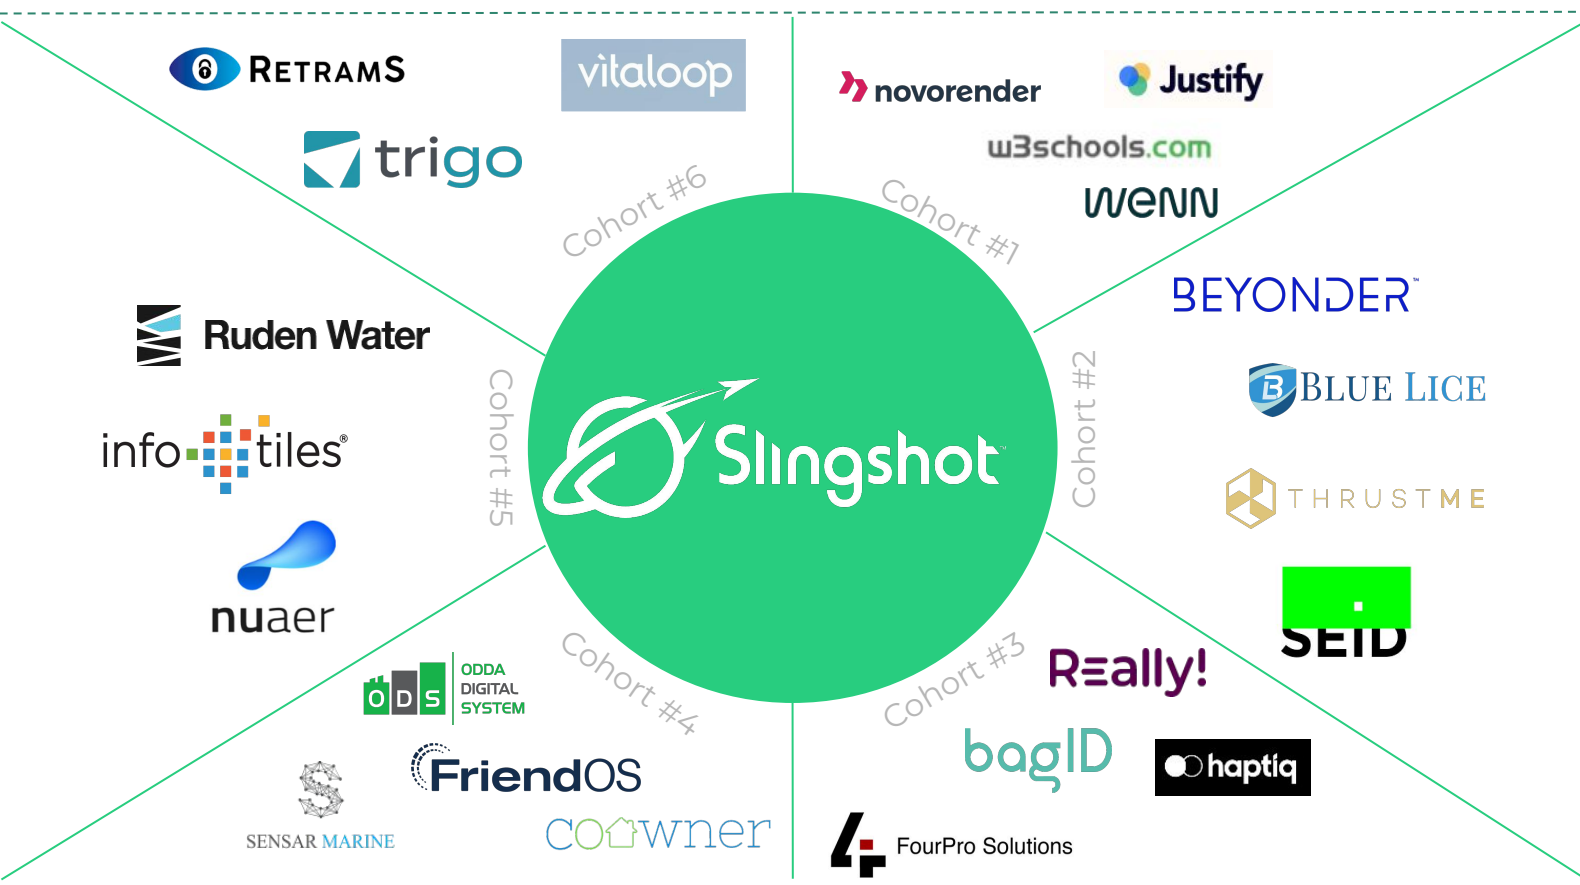 RETRAMS
vitaloop
trigo
Cohort #6
novorender
Justify
w3schools.com
wenn
Cohort #1
BEYONDER™
BLUE LICE
THRUSTME
SEID
Cohort #2
Really!
bagID
haptiq
FourPro Solutions
Cohort #3
ODS
ODDA
DIGITAL
SYSTEM
FriendOS
SENSAR MARINE
coowner
Cohort #4
Ruden Water
info tiles®
nuaer
Cohort #5
Slingshot™